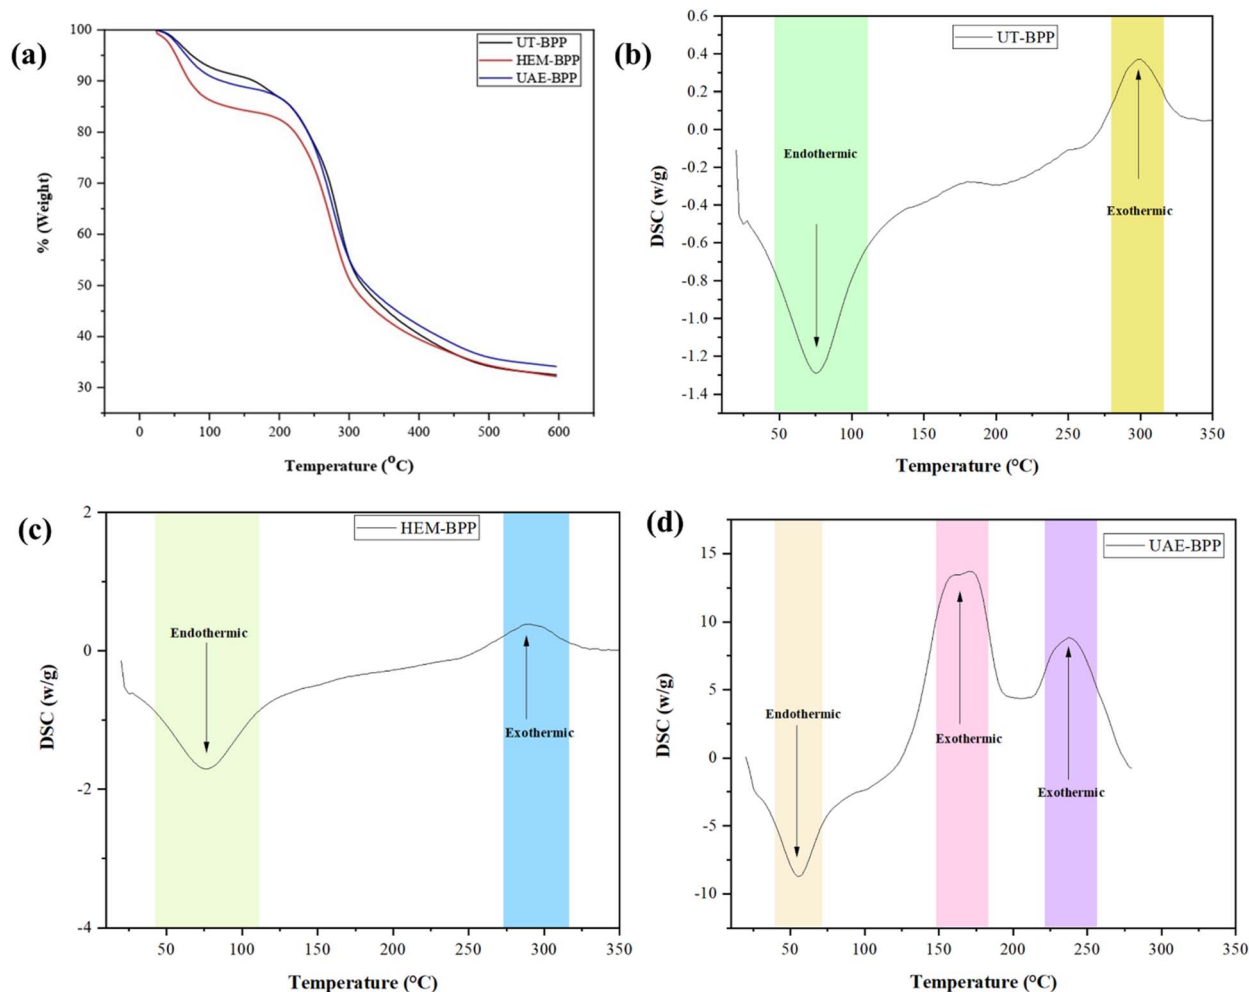 (a)
100
90
80
70
60
50
40
30
% (Weight)
0 100 200 300 400 500 600
Temperature (°C)
UT-BPP
HEM-BPP
UAE-BPP
(b)
0.6
0.4
0.2
0.0
-0.2
-0.4
-0.6
-0.8
-1.0
-1.2
-1.4
DSC (w/g)
UT-BPP
Endothermic
Exothermic
50 100 150 200 250 300 350
Temperature (°C)
(c)
2
0
-2
-4
DSC (w/g)
HEM-BPP
Endothermic
Exothermic
50 100 150 200 250 300 350
Temperature (°C)
(d)
15
10
5
0
-5
-10
DSC (w/g)
UAE-BPP
Endothermic
Exothermic
Exothermic
50 100 150 200 250 300 350
Temperature (°C)